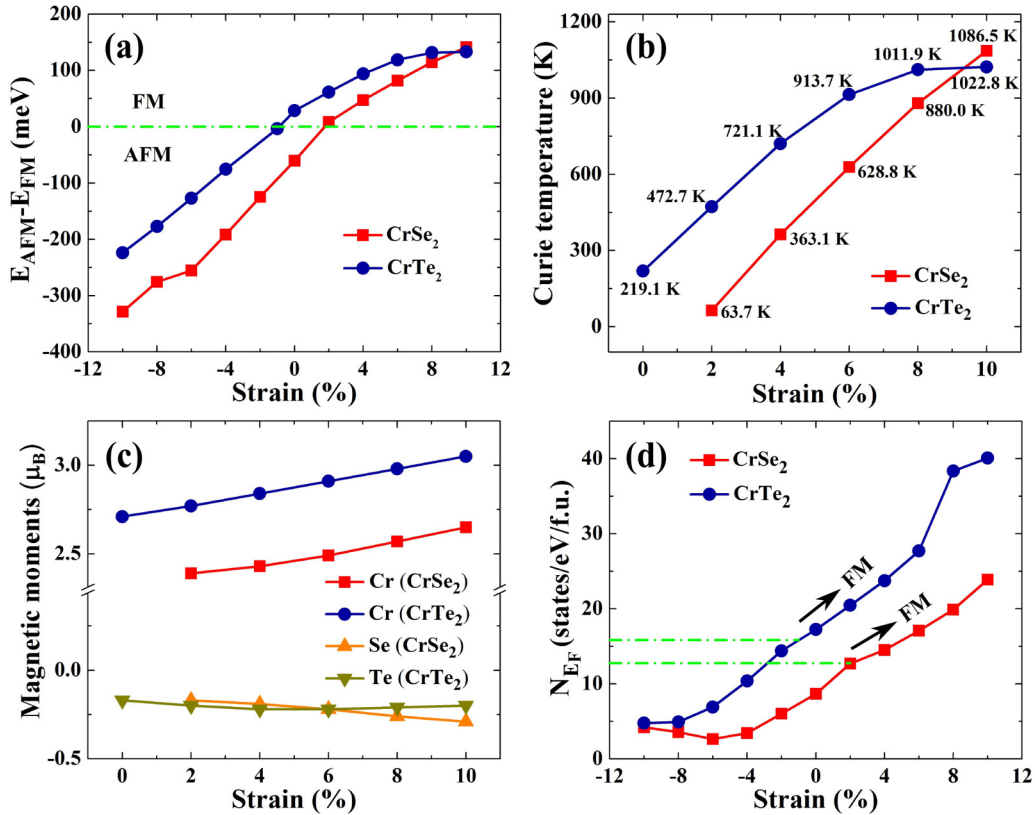 (a)
E_AFM-E_FM (meV)
100
0
-100
-200
-300
-400
FM
AFM
CrSe₂
CrTe₂
-12 -8 -4 0 4 8 12
Strain (%)
(b)
Curie temperature (K)
1200
900
600
300
0
1086.5 K
1011.9 K
1022.8 K
913.7 K
880.0 K
721.1 K
628.8 K
472.7 K
363.1 K
219.1 K
63.7 K
CrSe₂
CrTe₂
0 2 4 6 8 10
Strain (%)
(c)
Magnetic moments (μ_B)
3.0
2.5
0.0
-0.5
Cr (CrSe₂)
Cr (CrTe₂)
Se (CrSe₂)
Te (CrTe₂)
0 2 4 6 8 10
Strain (%)
(d)
N_EF (states/eV/f.u.)
40
30
20
10
0
CrSe₂
CrTe₂
FM
FM
-12 -8 -4 0 4 8 12
Strain (%)